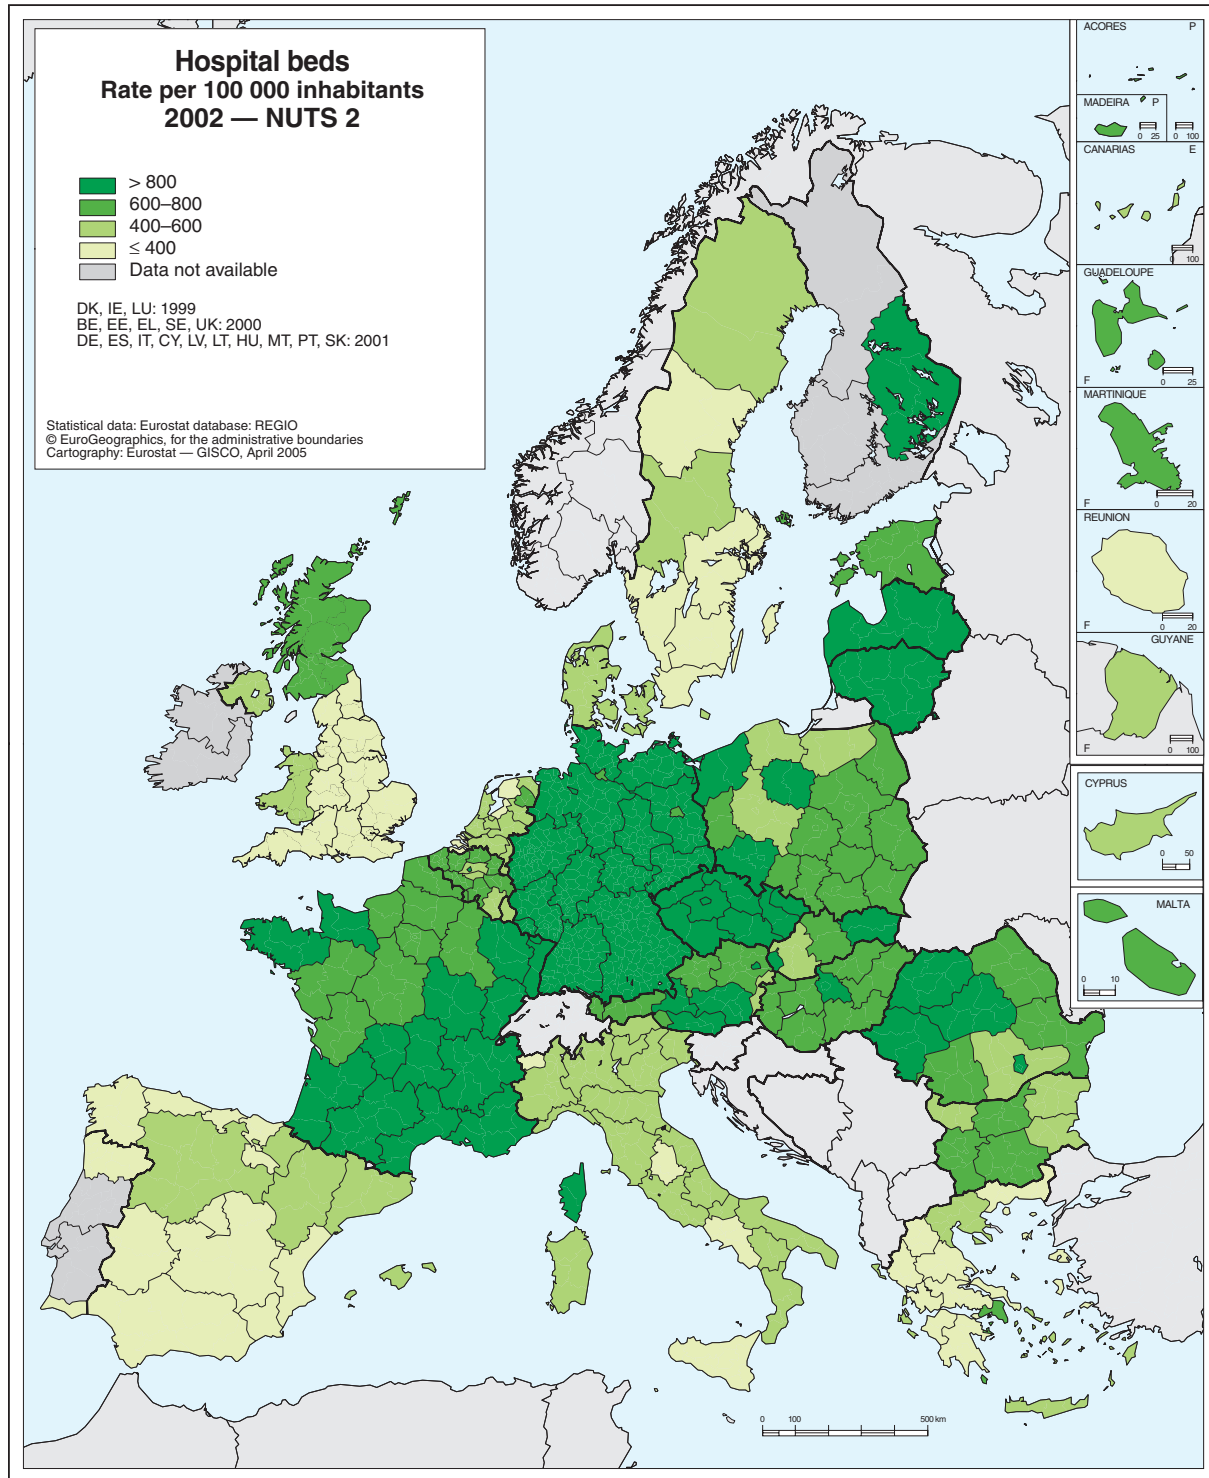 Hospital beds
Rate per 100 000 inhabitants
2002 — NUTS 2
> 800
600–800
400–600
≤ 400
Data not available
DK, IE, LU: 1999
BE, EE, EL, SE, UK: 2000
DE, ES, IT, CY, LV, LT, HU, MT, PT, SK: 2001
Statistical data: Eurostat database: REGIO
© EuroGeographics, for the administrative boundaries
Cartography: Eurostat — GISCO, April 2005
ACORES P
MADEIRA P
0 25 0 100
CANARIAS E
0 100
GUADELOUPE
F 0 25
MARTINIQUE
F 0 20
REUNION
F 0 20
GUYANE
F 0 100
CYPRUS
0 50
MALTA
0 10
0 100 500 km